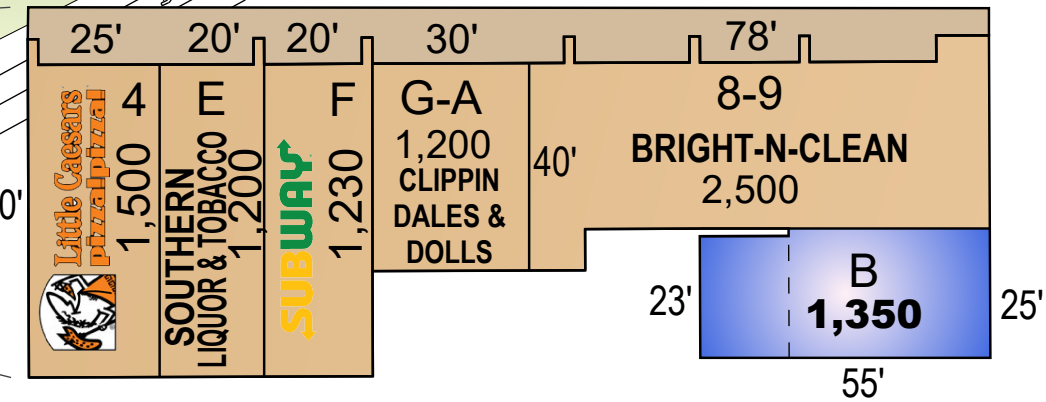 25'
20'
20'
30'
78'
4
Little Caesars
pizza!pizza!
1,500
E
SOUTHERN
LIQUOR & TOBACCO
1,200
F
SUBWAY
1,230
G-A
1,200
CLIPPIN
DALES &
DOLLS
40'
8-9
BRIGHT-N-CLEAN
2,500
0'
23'
B
1,350
25'
55'